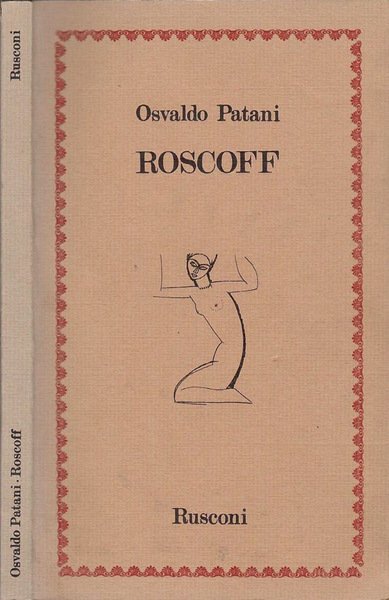 Rusconi
Osvaldo Patani · Roscoff
Osvaldo Patani
ROSCOFF
Rusconi